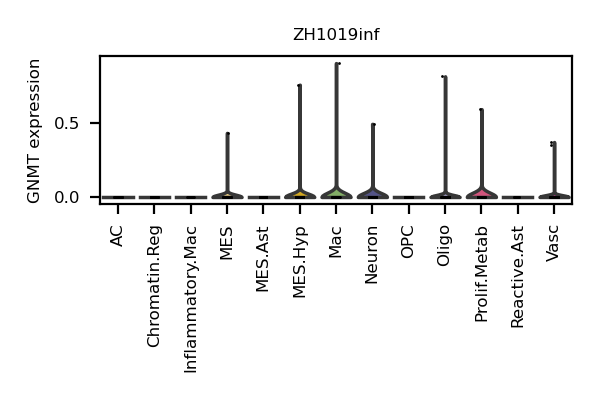 ZH1019inf
GNMT expression
0.5
0.0
AC
Chromatin.Reg
Inflammatory.Mac
MES
MES.Ast
MES.Hyp
Mac
Neuron
OPC
Oligo
Prolif.Metab
Reactive.Ast
Vasc